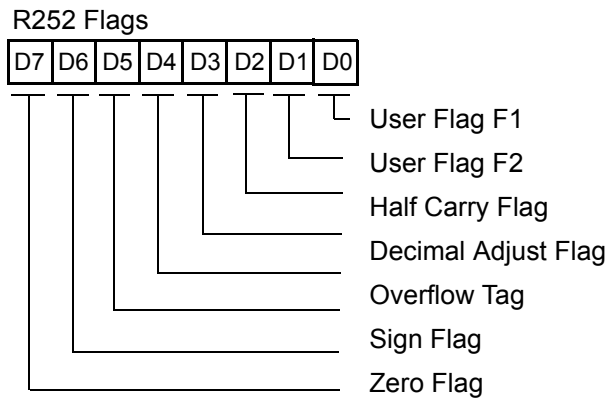 R252 Flags
D7 D6 D5 D4 D3 D2 D1 D0
User Flag F1
User Flag F2
Half Carry Flag
Decimal Adjust Flag
Overflow Tag
Sign Flag
Zero Flag